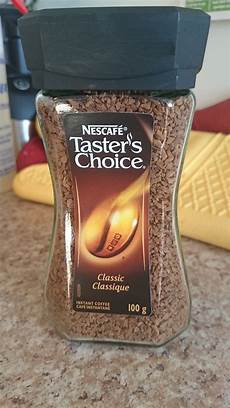 NESCAFÉ®
Taster's
Choice®
Classic
Classique
INSTANT COFFEE
CAFÉ INSTANTANÉ
100 g